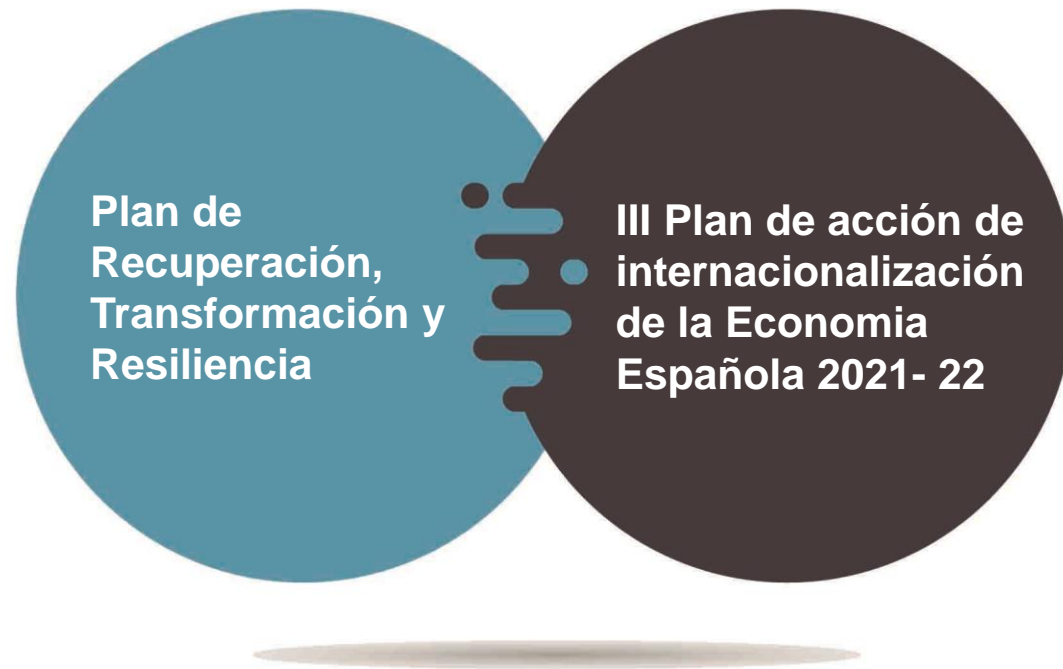 Plan de
Recuperación,
Transformación y
Resiliencia
III Plan de acción de
internacionalización
de la Economia
Española 2021- 22